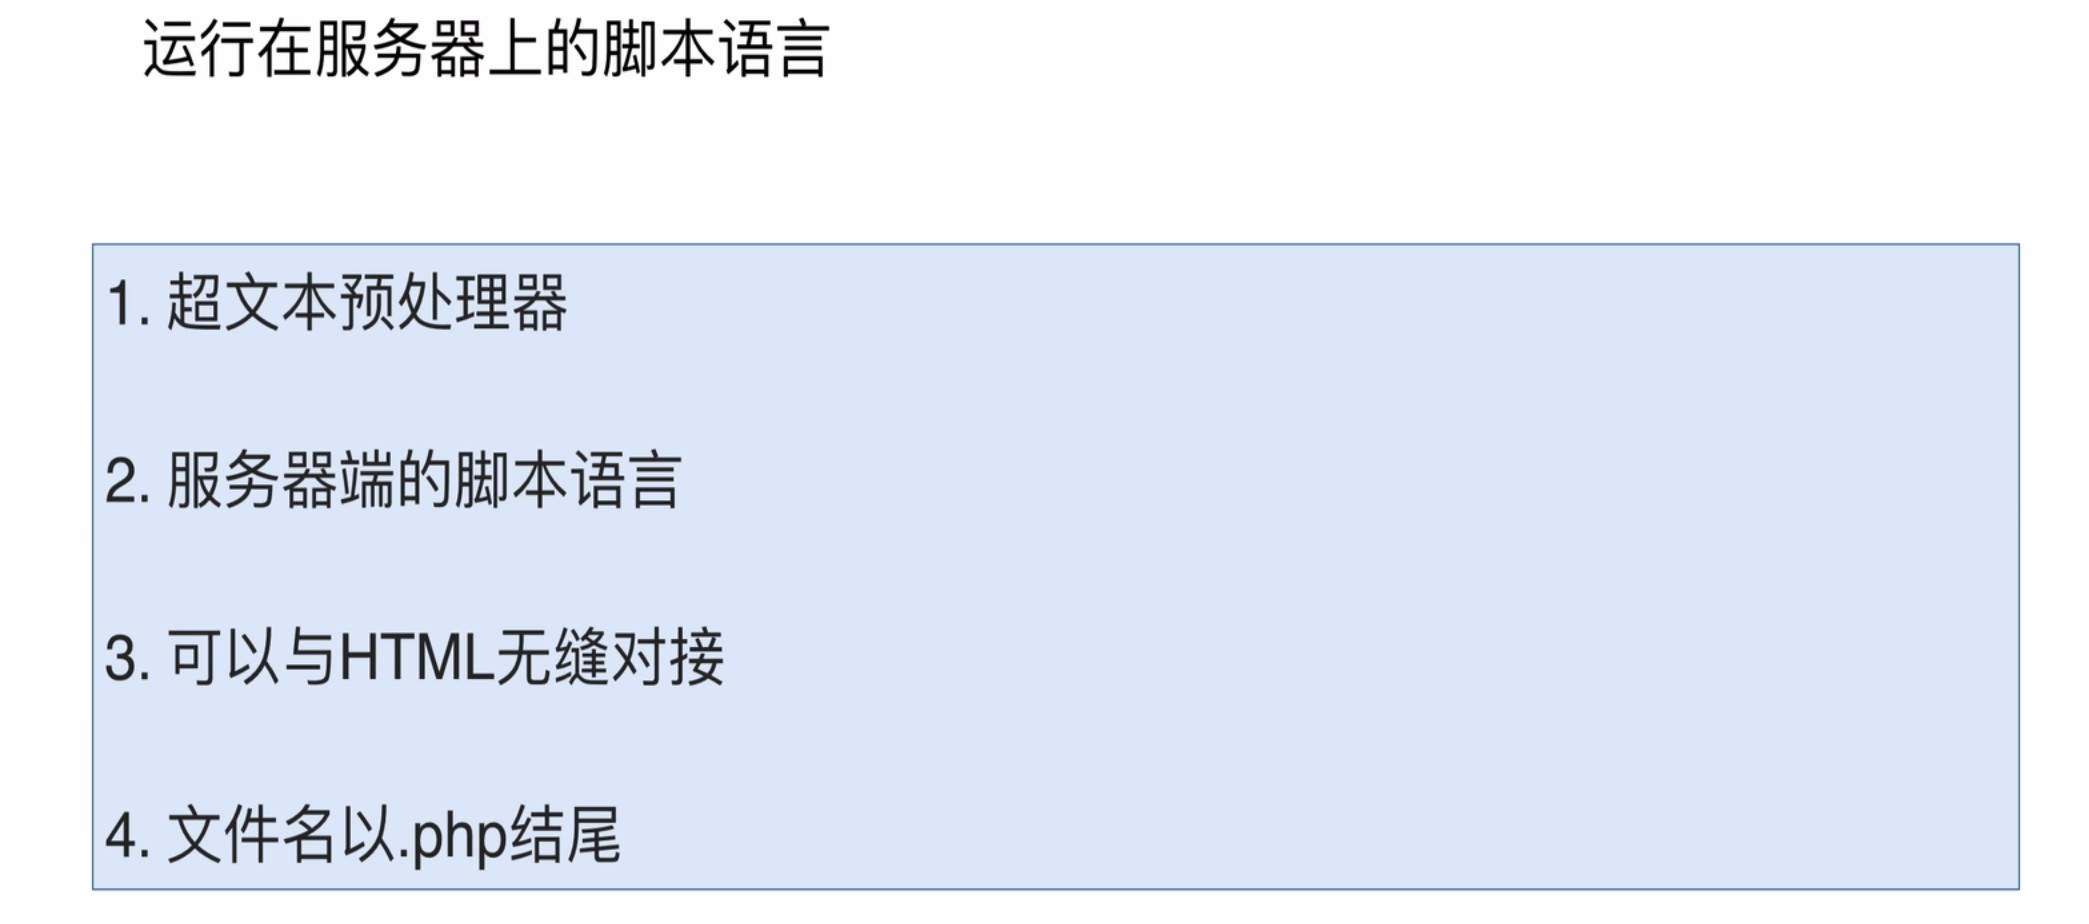 运行在服务器上的脚本语言
1. 超文本预处理器
2. 服务器端的脚本语言
3. 可以与HTML无缝对接
4. 文件名以.php结尾